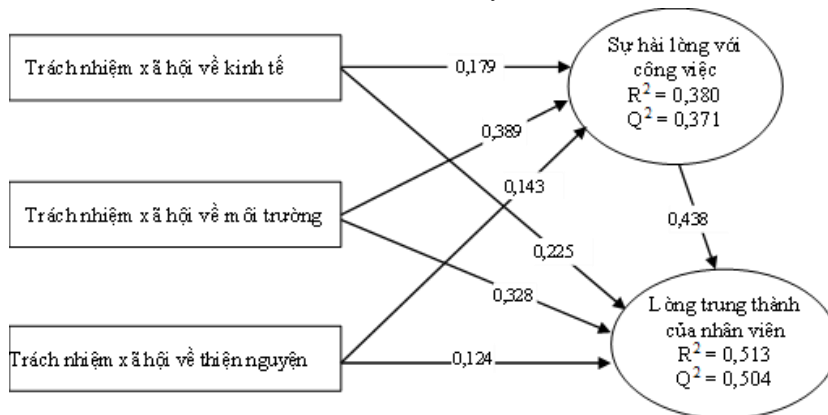 Trách nhiệm xã hội về kinh tế
0,179
Sự hài lòng với
công việc
R² = 0,380
Q² = 0,371
0,389
0,143
Trách nhiệm xã hội về môi trường
0,438
0,225
0,328
Lòng trung thành
của nhân viên
R² = 0,513
Q² = 0,504
Trách nhiệm xã hội về thiện nguyện
0,124